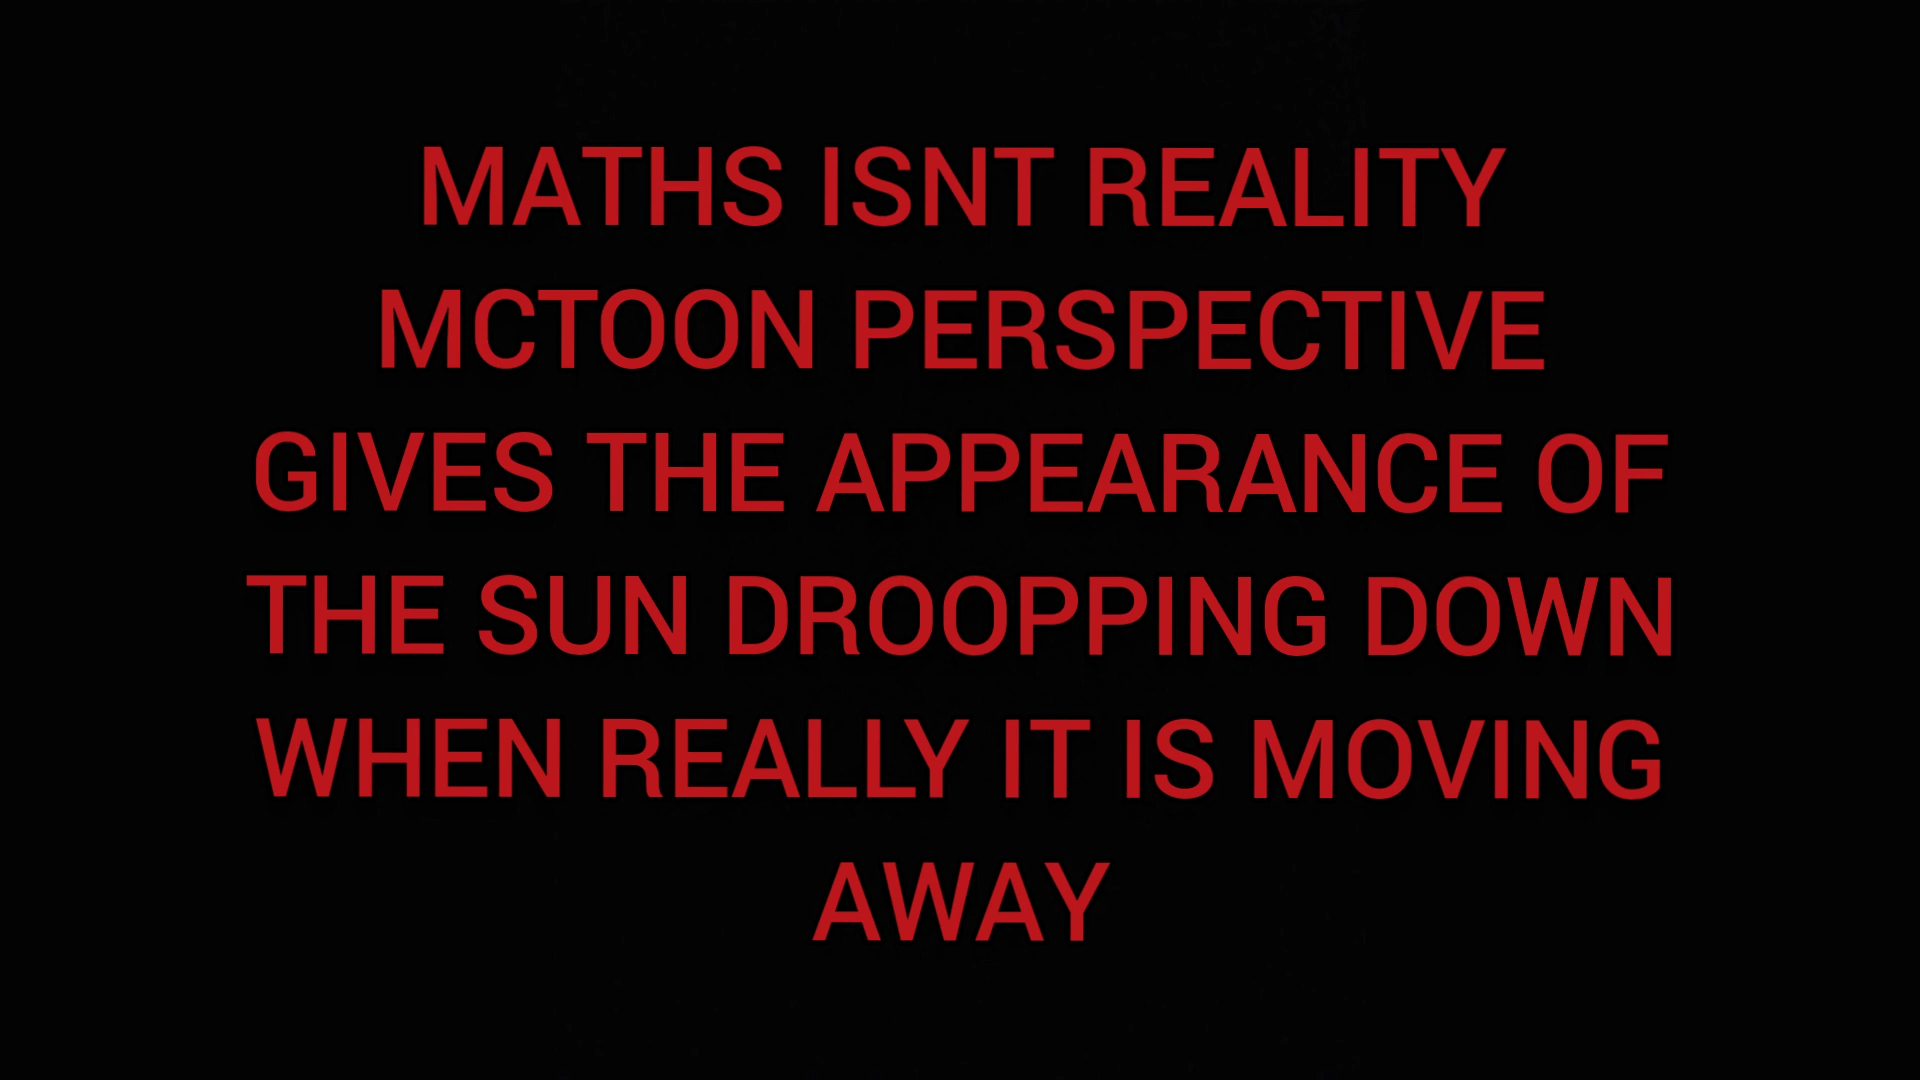 MATHS ISNT REALITY
MCTOON PERSPECTIVE
GIVES THE APPEARANCE OF
THE SUN DROOPPING DOWN
WHEN REALLY IT IS MOVING
AWAY